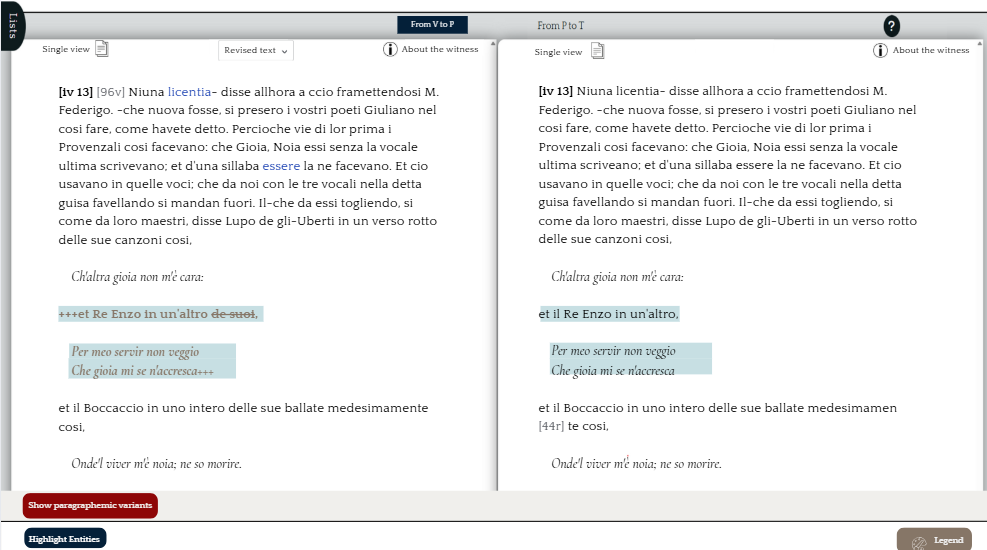 Lists
From V to P
From P to T
?
Single view
Revised text
About the witness
Single view
About the witness
[iv 13] [96v] Niuna licentia- disse allhora a ccio framettendosi M.
Federigo. -che nuova fosse, si presero i vostri poeti Giuliano nel
cosi fare, come havete detto. Percioche vie di lor prima i
Provenzali cosi facevano: che Gioia, Noia essi senza la vocale
ultima scrivevano; et d'una sillaba essere la ne facevano. Et cio
usavano in quelle voci; che da noi con le tre vocali nella detta
guisa favellando si mandan fuori. Il-che da essi togliendo, si
come da loro maestri, disse Lupo de gli-Uberti in un verso rotto
delle sue canzoni cosi,
Ch'altra gioia non m'è cara:
+++et Re Enzo in un'altro de suoi,
Per meo servir non veggio
Che gioia mi se n'accresca+++
et il Boccaccio in uno intero delle sue ballate medesimamente
cosi,
Onde'l viver m'è noia; ne so morire.
[iv 13] Niuna licentia- disse allhora a ccio framettendosi M.
Federigo. -che nuova fosse, si presero i vostri poeti Giuliano nel
cosi fare, come havete detto. Percioche vie di lor prima i
Provenzali cosi facevano: che Gioia, Noia essi senza la vocale
ultima scriveano; et d'una sillaba essere la ne facevano. Et cio
usavano in quelle voci; che da noi con le tre vocali nella detta
guisa favellando si mandan fuori. Il-che da essi togliendo, si
come da loro maestri, disse Lupo de gli-Uberti in un verso rotto
delle sue canzoni cosi,
Ch'altra gioia non m'è cara:
et il Re Enzo in un'altro,
Per meo servir non veggio
Che gioia mi se n'accresca
et il Boccaccio in uno intero delle sue ballate medesimamen
[44r] te cosi,
Onde'l viver m'è noia; ne so morire.
Show paragraphemic variants
Highlight Entities
Legend